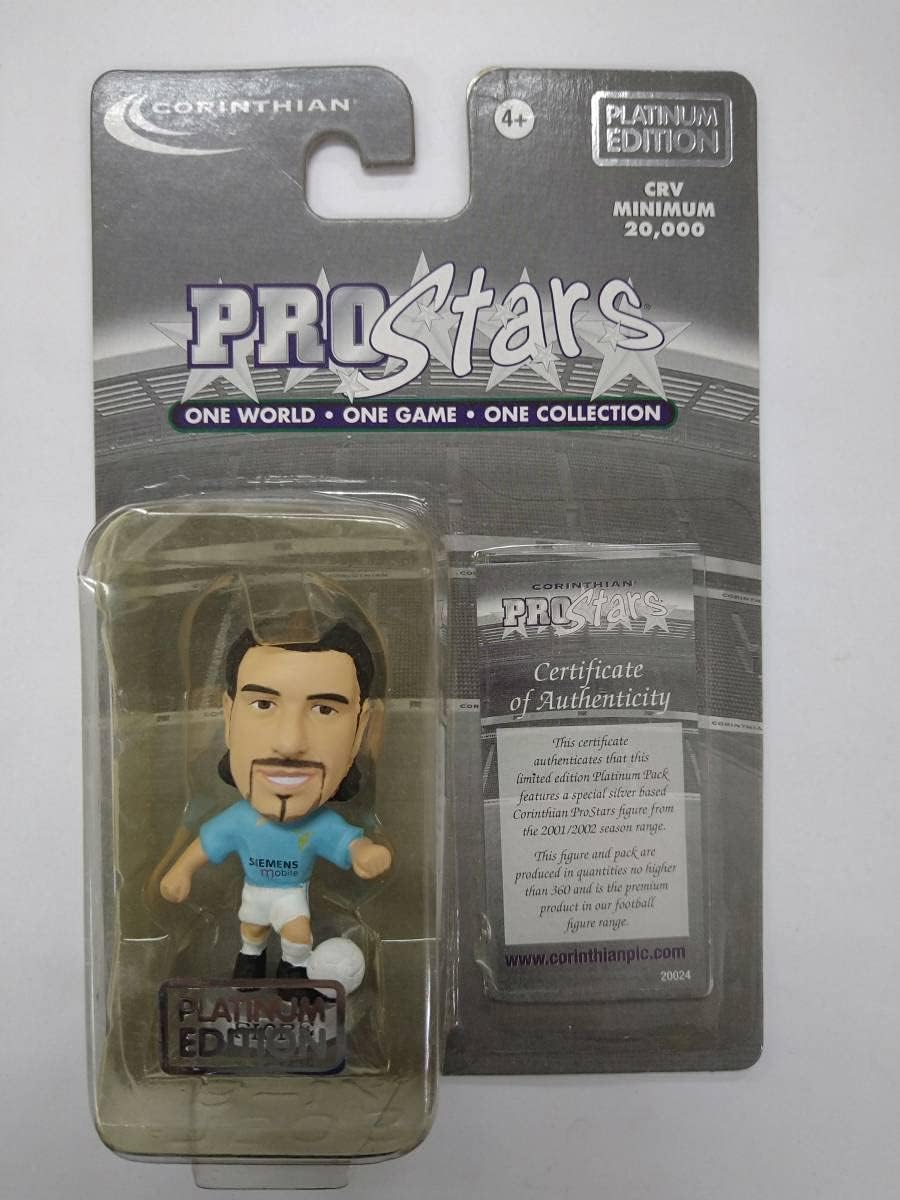 CORINTHIAN
4+
PLATINUM
EDITION
CRV
MINIMUM
20,000
PROStars
ONE WORLD • ONE GAME • ONE COLLECTION
CORINTHIAN
PROStars
Certificate
of Authenticity
This certificate
authenticates that this
limited edition Platinum Pack
features a special silver based
Corinthian ProStars figure from
the 2001/2002 season range.
This figure and pack are
produced in quantities no higher
than 360 and is the premium
product in our football
figure range.
www.corinthianpic.com
20024
SIEMENS
mobile
PLATINUM
EDITION